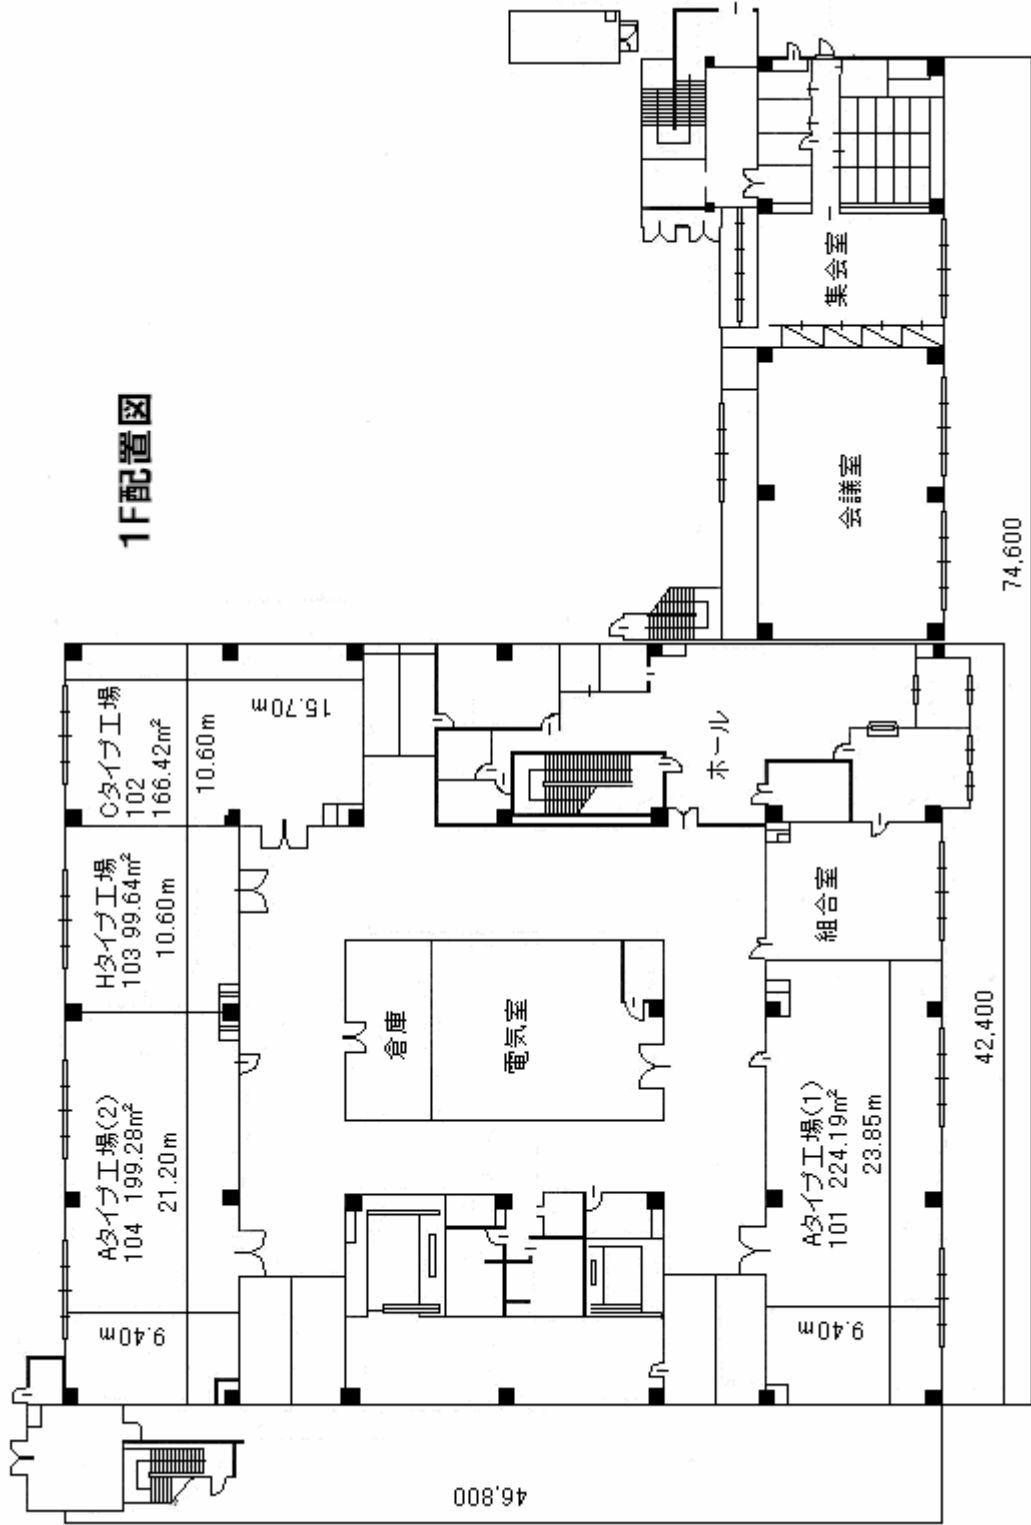 1F配置図
Aタイプ工場(2)
104 199.28m²
21.20m
9.40m
Hタイプ工場
103 99.64m²
10.60m
Cタイプ工場
102
166.42m²
10.60m
15.70m
倉庫
電気室
ホール
Aタイプ工場(1)
101 224.19m²
23.85m
9.40m
組合室
会議室
集会室
46,800
42,400
74,600